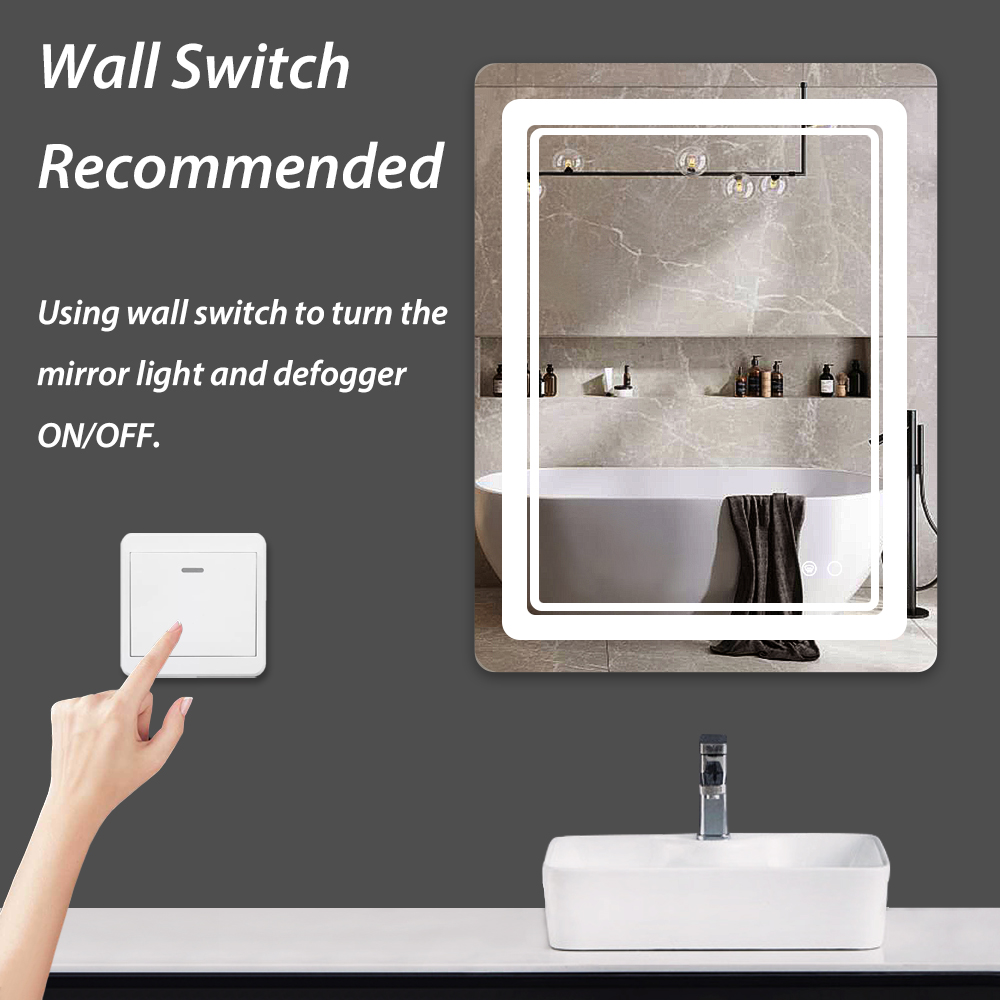 Wall Switch
Recommended
Using wall switch to turn the
mirror light and defogger
ON/OFF.